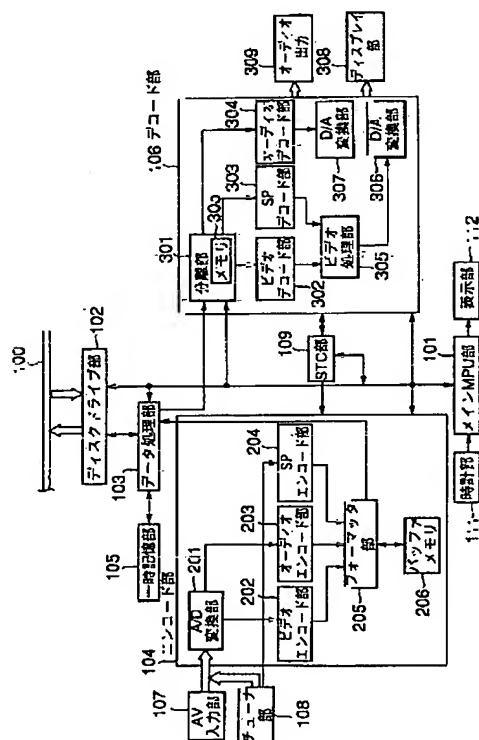 100
ディスクドライブ部
102
103
データ処理部
105
一時記憶部
104
エンコード部
106 デコード部
107
AV入力部
チューナ部
108
A/D
変換部
201
202
ビデオ
エンコード部
203
オーディオ
エンコード部
204
SP
エンコード部
205
フォーマッタ
部
206
バッファ
メモリ
109
STC部
301
分離部
メモリ
ビデオ
デコード部
302
303
SP
デコード部
304
オーディオ
デコード部
ビデオ
処理部
305
D/A
変換部
307
D/A
変換部
306
309
オーディオ
出力
308
ディスプレイ
部
時計部
101
メインMPU部
112
表示部